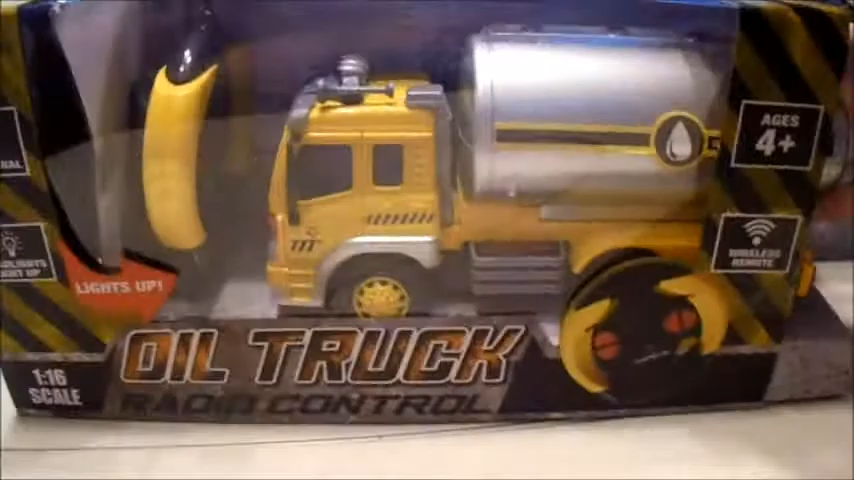 AGES
4+
WIRELESS
REMOTE
LIGHTS UP!
OIL TRUCK
1:16
SCALE
RADIO CONTROL